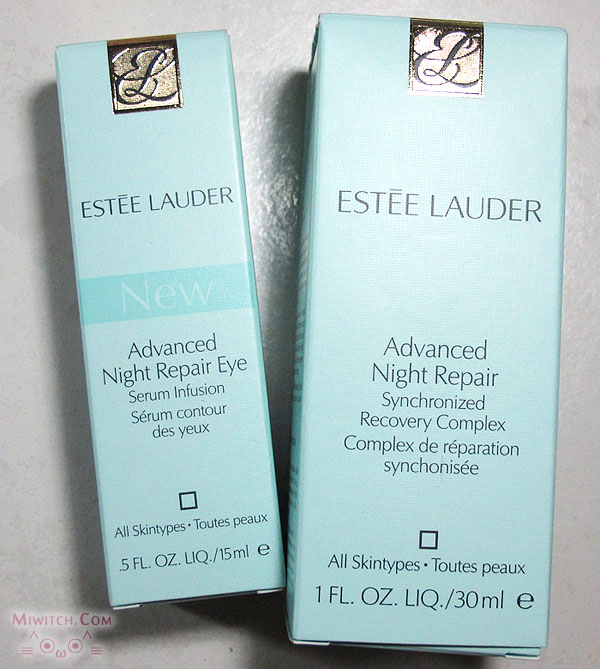 ESTĒE LAUDER
New
Advanced
Night Repair Eye
Serum Infusion
Sérum contour
des yeux
All Skintypes • Toutes peaux
.5 FL. OZ. LIQ./15ml ℮
ESTĒE LAUDER
Advanced
Night Repair
Synchronized
Recovery Complex
Complex de réparation
synchonisée
All Skintypes • Toutes peaux
1 FL. OZ. LIQ./30ml ℮
MIWITCH.COM
=^oωo^=